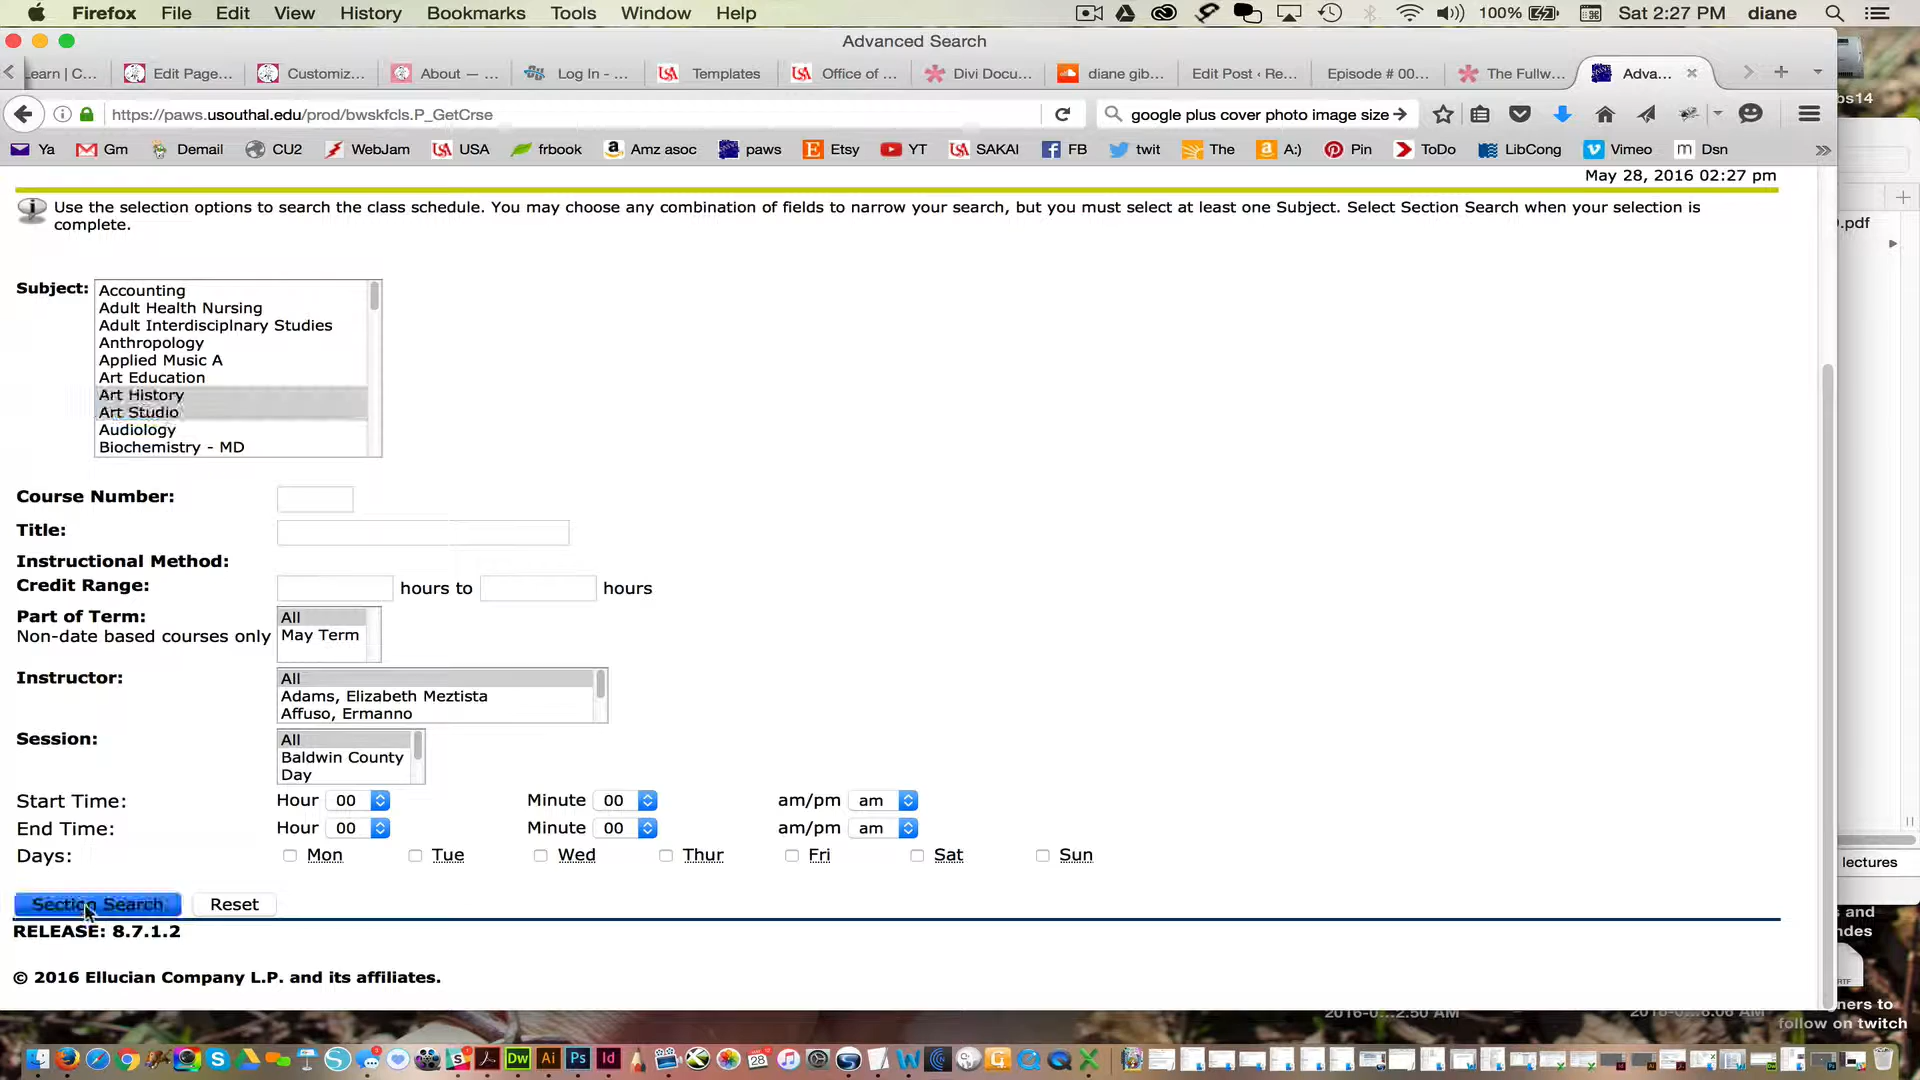 Firefox File Edit View History Bookmarks Tools Window Help 100% Sat 2:27 PM diane
Advanced Search
earn | C... Edit Page... Customiz... About — ... Log In - ... Templates Office of ... Divi Docu... diane gib... Edit Post ‹ Re... Episode # 00... The Fullw... Adva...
https://paws.usouthal.edu/prod/bwskfcls.P_GetCrse google plus cover photo image size
Ya Gm Demail CU2 WebJam USA frbook Amz asoc paws Etsy YT SAKAI FB twit The A:) Pin ToDo LibCong Vimeo Dsn
May 28, 2016 02:27 pm
Use the selection options to search the class schedule. You may choose any combination of fields to narrow your search, but you must select at least one Subject. Select Section Search when your selection is
complete.
Subject:
Accounting
Adult Health Nursing
Adult Interdisciplnary Studies
Anthropology
Applied Music A
Art Education
Art History
Art Studio
Audiology
Biochemistry - MD
Course Number:
Title:
Instructional Method:
Credit Range: hours to hours
Part of Term:
Non-date based courses only
All
May Term
Instructor:
All
Adams, Elizabeth Meztista
Affuso, Ermanno
Session:
All
Baldwin County
Day
Start Time: Hour 00 Minute 00 am/pm am
End Time: Hour 00 Minute 00 am/pm am
Days: Mon Tue Wed Thur Fri Sat Sun
Section Search Reset
RELEASE: 8.7.1.2
© 2016 Ellucian Company L.P. and its affiliates.
bs14
.pdf
lectures
s and
ndes
ners to
follow on twitch
Dw Ai Ps Id